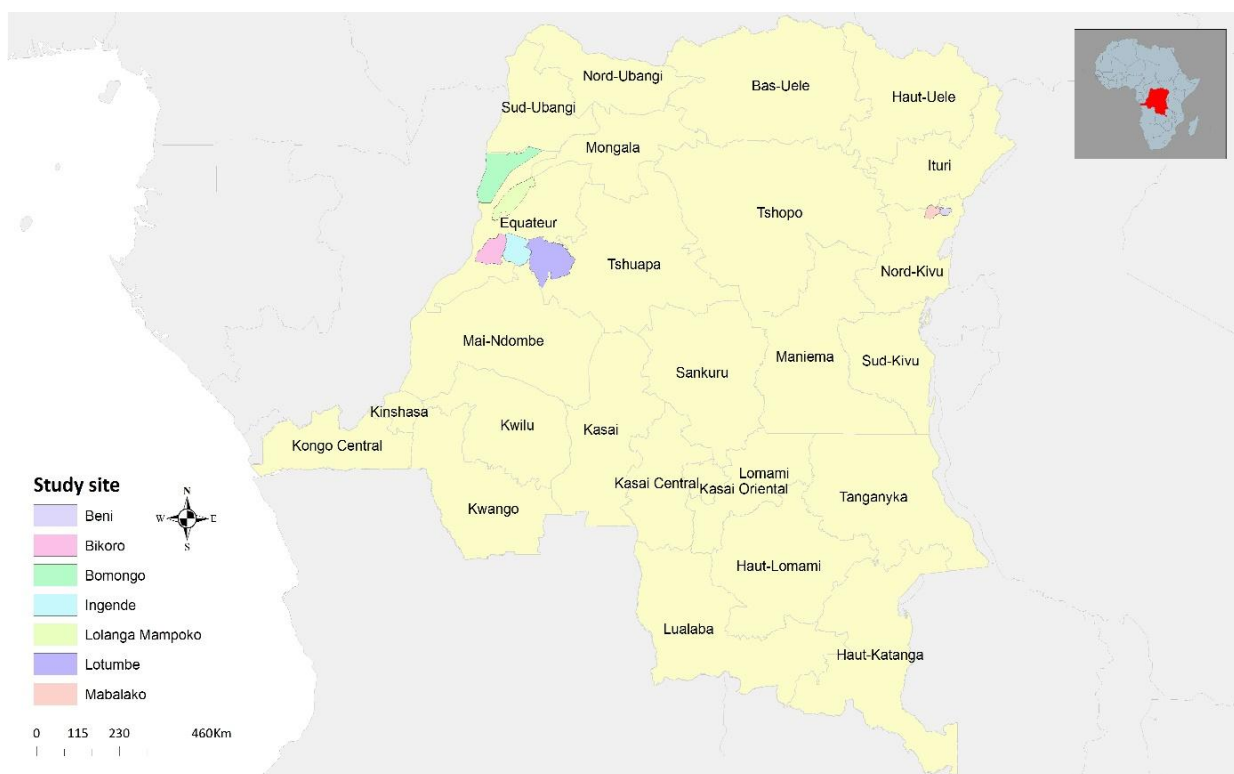 Nord-Ubangi
Bas-Uele
Haut-Uele
Sud-Ubangi
Mongala
Ituri
Tshopo
Equateur
Tshuapa
Nord-Kivu
Mai-Ndombe
Sankuru
Maniema
Sud-Kivu
Kinshasa
Kongo Central
Kwilu
Kasai
Kasai Central
Lomami
Kasai Oriental
Tanganyka
Kwango
Haut-Lomami
Lualaba
Haut-Katanga
Study site
N
W E
S
Beni
Bikoro
Bomongo
Ingende
Lolanga Mampoko
Lotumbe
Mabalako
0 115 230 460Km